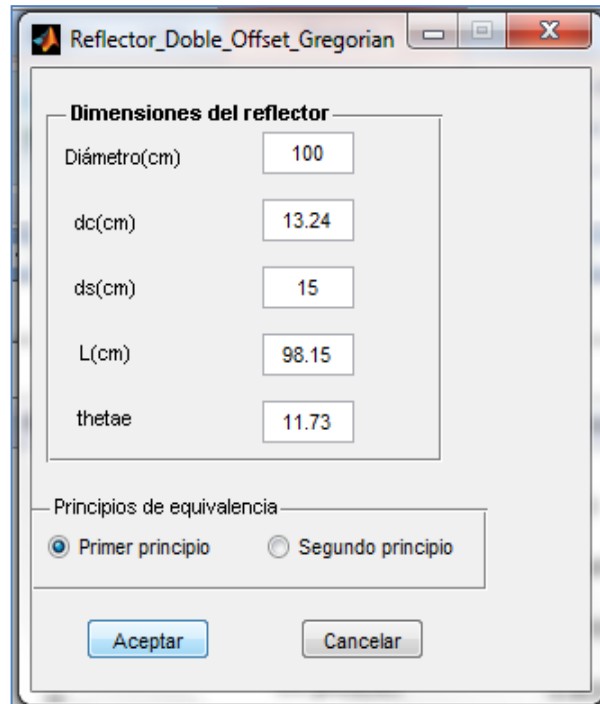 Reflector_Doble_Offset_Gregorian
Dimensiones del reflector
Diámetro(cm) 100
dc(cm) 13.24
ds(cm) 15
L(cm) 98.15
thetae 11.73
Principios de equivalencia
Primer principio Segundo principio
Aceptar Cancelar